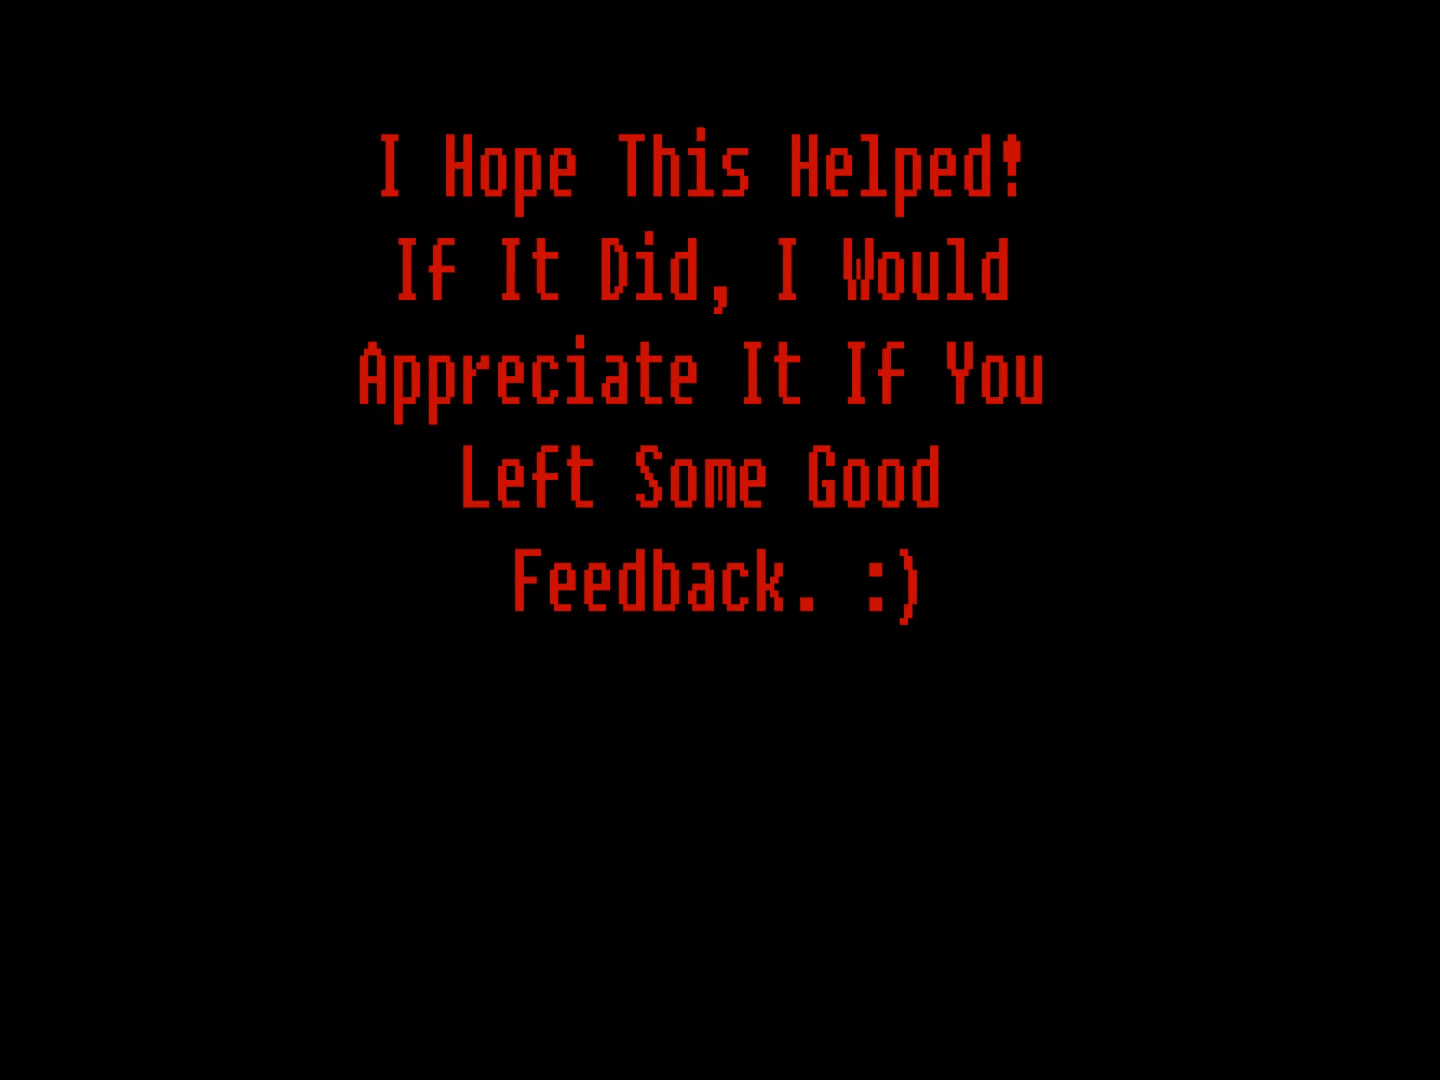 I Hope This Helped!
If It Did, I Would
Appreciate It If You
Left Some Good
Feedback. :)